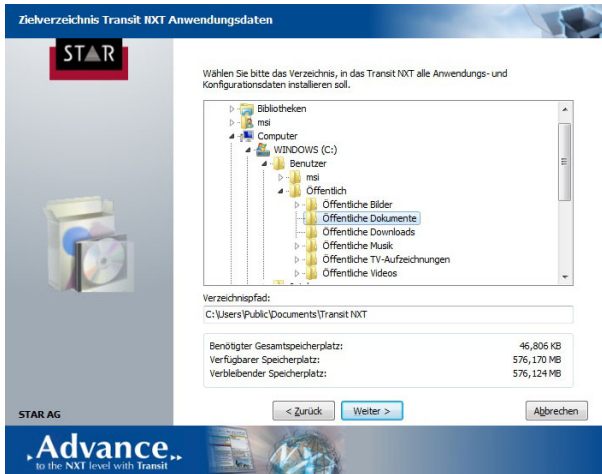 Zielverzeichnis Transit NXT Anwendungsdaten
STAR
Wählen Sie bitte das Verzeichnis, in das Transit NXT alle Anwendungs- und
Konfigurationsdaten installieren soll.
Bibliotheken
msi
Computer
WINDOWS (C:)
Benutzer
msi
Öffentlich
Öffentliche Bilder
Öffentliche Dokumente
Öffentliche Downloads
Öffentliche Musik
Öffentliche TV-Aufzeichnungen
Öffentliche Videos
Verzeichnispfad:
C:\Users\Public\Documents\Transit NXT
Benötigter Gesamtspeicherplatz: 46,806 KB
Verfügbarer Speicherplatz: 576,170 MB
Verbleibender Speicherplatz: 576,124 MB
STAR AG
< Zurück Weiter > Abbrechen
Advance
to the NXT level with Transit